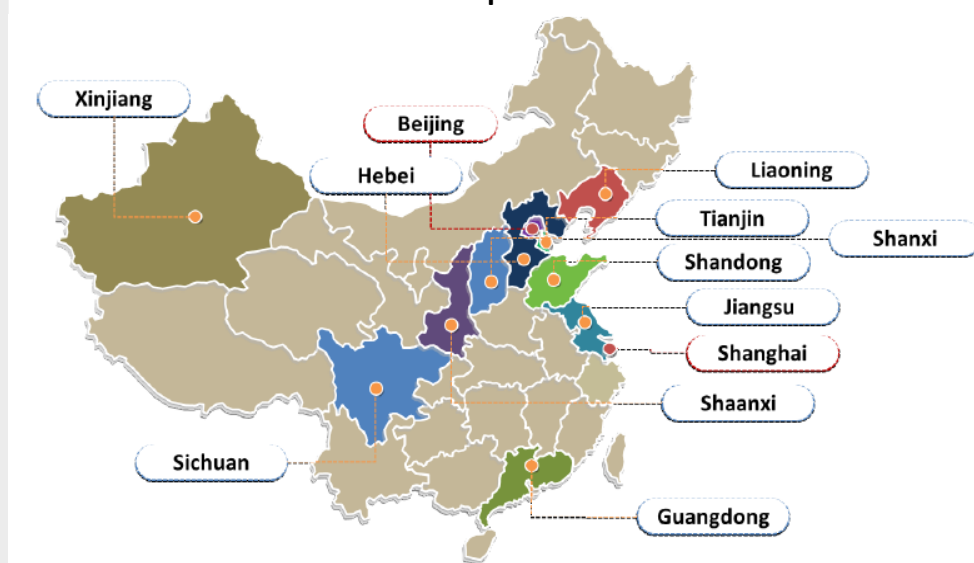 Xinjiang
Beijing
Hebei
Liaoning
Tianjin
Shanxi
Shandong
Jiangsu
Shanghai
Shaanxi
Sichuan
Guangdong